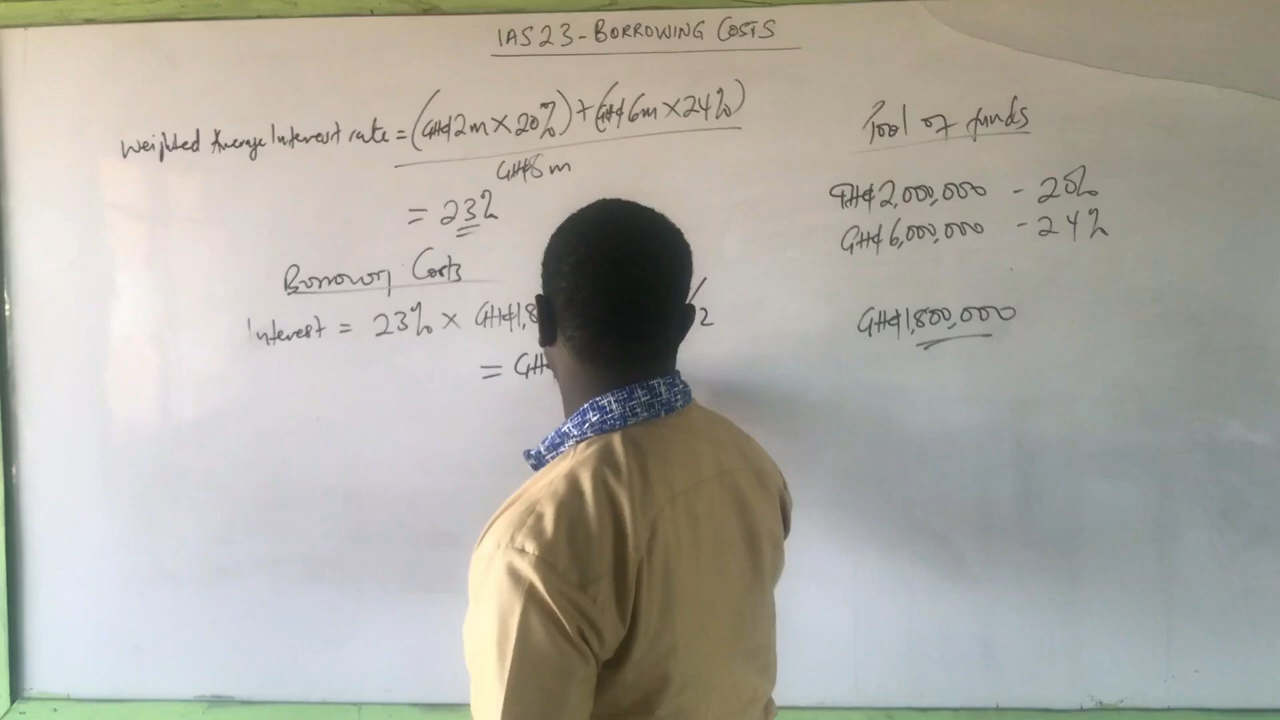 IAS 23 - BORROWING COSTS
Weighted Average Interest rate = (GH¢2m × 20%) + (GH¢6m × 24%)
GH¢8m
= 23%
Borrowing Costs
Interest = 23% × GH¢1,8
= GH¢
Pool of funds
GH¢2,000,000 - 20%
GH¢6,000,000 - 24%
GH¢1,800,000